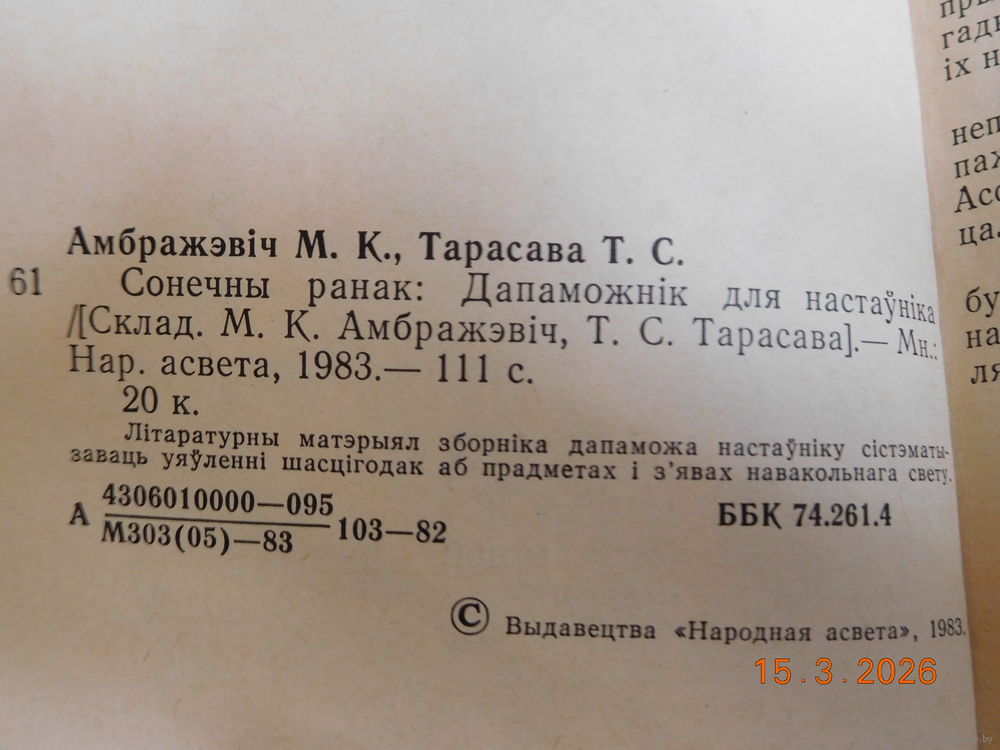 Амбражэвіч М. К., Тарасава Т. С.
61 Сонечны ранак: Дапаможнік для настаўніка
/[Склад. М. К. Амбражэвіч, Т. С. Тарасава].— Мн.:
Нар. асвета, 1983.— 111 с.
20 к.
Літаратурны матэрыял зборніка дапаможа настаўніку сістэматы-
заваць уяўленні шасцігодак аб прадметах і з’явах навакольнага свету.
А 4306010000—095
М303(05)—83
103—82
ББК 74.261.4
© Выдавецтва «Народная асвета», 1983.
15.3.2026
іх н